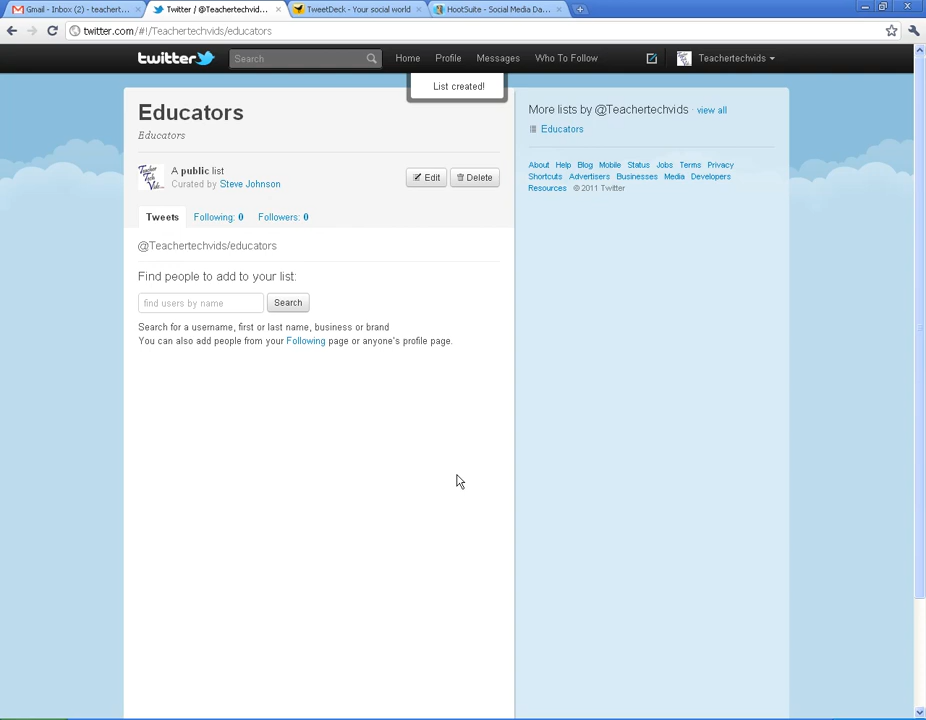 Gmail - Inbox (2) - teachert...
Twitter / @Teachertechvid...
TweetDeck - Your social world
HootSuite - Social Media Da...
twitter.com/#!/Teachertechvids/educators
twitter
Search
Home
Profile
Messages
Who To Follow
Teachertechvids
List created!
Educators
Educators
A public list
Curated by Steve Johnson
Edit
Delete
Tweets
Following: 0
Followers: 0
@Teachertechvids/educators
Find people to add to your list:
find users by name
Search
Search for a username, first or last name, business or brand
You can also add people from your Following page or anyone's profile page.
More lists by @Teachertechvids · view all
Educators
About Help Blog Mobile Status Jobs Terms Privacy
Shortcuts Advertisers Businesses Media Developers
Resources © 2011 Twitter